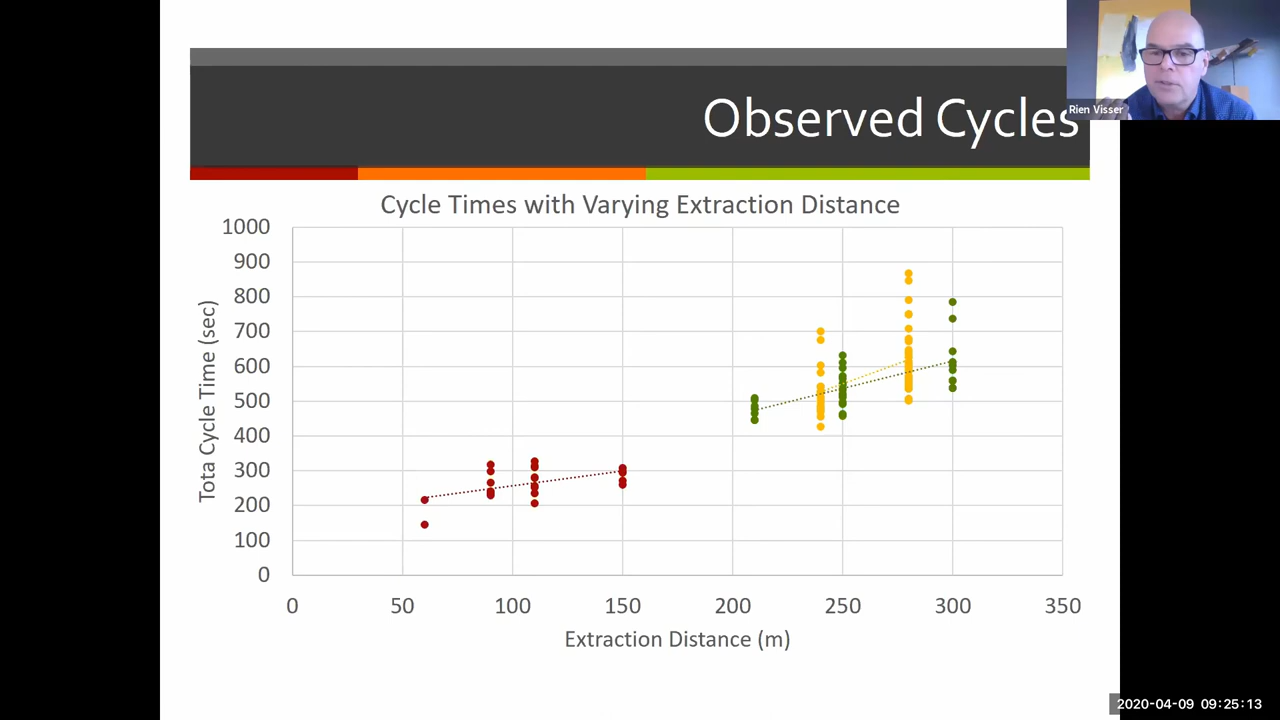 Observed Cycles
Rien Visser
Cycle Times with Varying Extraction Distance
Tota Cycle Time (sec)
1000
900
800
700
600
500
400
300
200
100
0
0 50 100 150 200 250 300 350
Extraction Distance (m)
2020-04-09 09:25:13